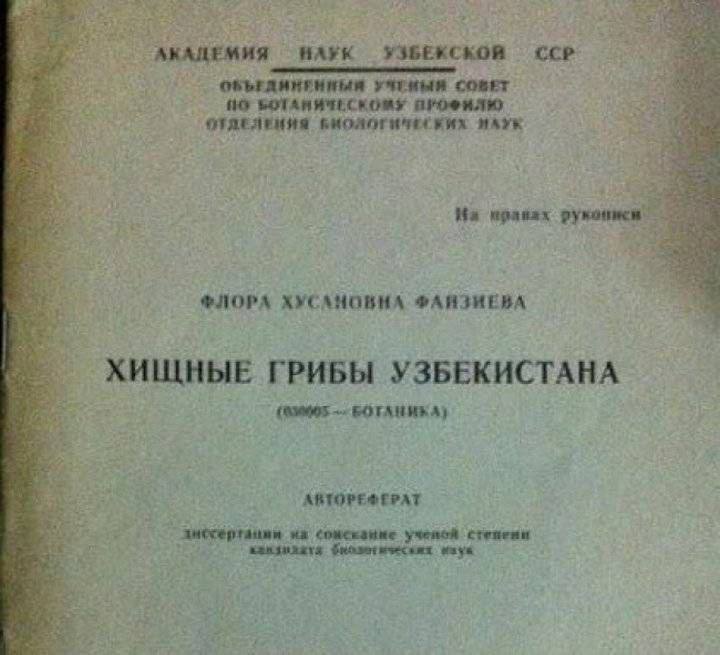 АКАДЕМИЯ НАУК УЗБЕКСКОЙ ССР
ОБЪЕДИНЕННЫЙ УЧЕНЫЙ СОВЕТ
ПО БОТАНИЧЕСКОМУ ПРОФИЛЮ
ОТДЕЛЕНИЯ БИОЛОГИЧЕСКИХ НАУК
На правах рукописи
ФЛОРА ХУСАНОВНА ФАЙЗИЕВА
ХИЩНЫЕ ГРИБЫ УЗБЕКИСТАНА
(030005 — БОТАНИКА)
АВТОРЕФЕРАТ
диссертации на соискание ученой степени
кандидата биологических наук